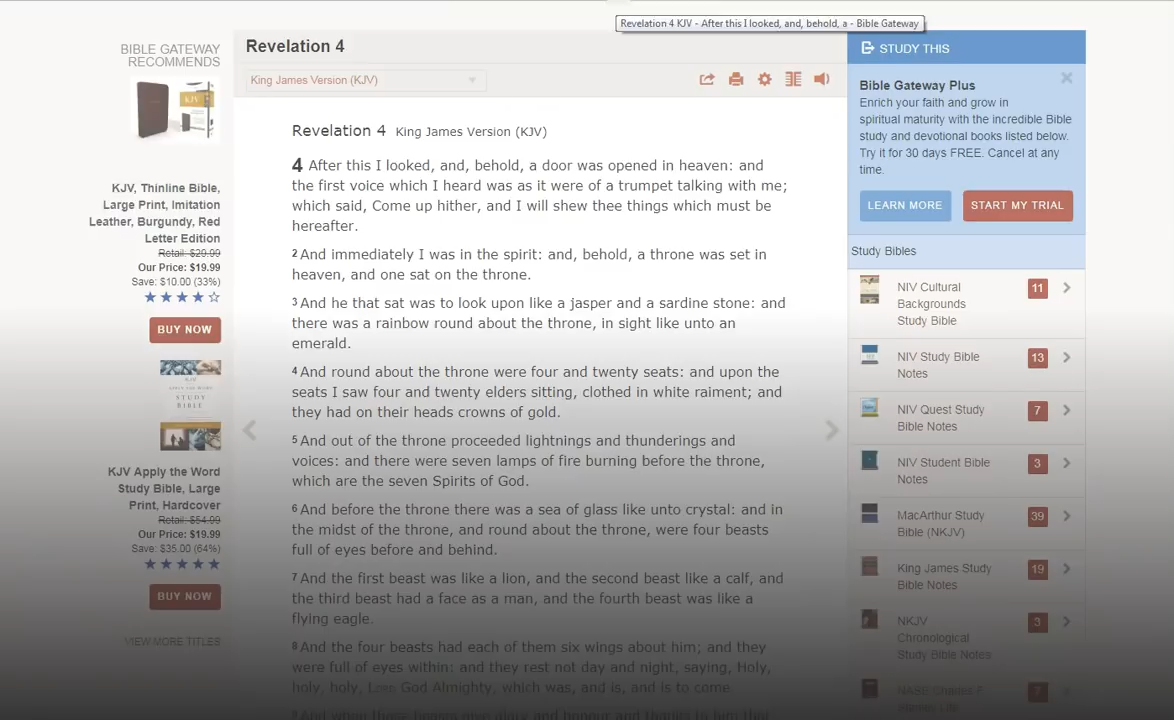 Revelation 4 KJV - After this I looked, and, behold, a - Bible Gateway
BIBLE GATEWAY
RECOMMENDS
KJV, Thinline Bible,
Large Print, Imitation
Leather, Burgundy, Red
Letter Edition
Retail: $29.99
Our Price: $19.99
Save: $10.00 (33%)
BUY NOW
STUDY
BIBLE
KJV Apply the Word
Study Bible, Large
Print, Hardcover
Retail: $54.99
Our Price: $19.99
Save: $35.00 (64%)
BUY NOW
VIEW MORE TITLES
Revelation 4
King James Version (KJV)
Revelation 4 King James Version (KJV)
4 After this I looked, and, behold, a door was opened in heaven: and
the first voice which I heard was as it were of a trumpet talking with me;
which said, Come up hither, and I will shew thee things which must be
hereafter.
2 And immediately I was in the spirit: and, behold, a throne was set in
heaven, and one sat on the throne.
3 And he that sat was to look upon like a jasper and a sardine stone: and
there was a rainbow round about the throne, in sight like unto an
emerald.
4 And round about the throne were four and twenty seats: and upon the
seats I saw four and twenty elders sitting, clothed in white raiment; and
they had on their heads crowns of gold.
5 And out of the throne proceeded lightnings and thunderings and
voices: and there were seven lamps of fire burning before the throne,
which are the seven Spirits of God.
6 And before the throne there was a sea of glass like unto crystal: and in
the midst of the throne, and round about the throne, were four beasts
full of eyes before and behind.
7 And the first beast was like a lion, and the second beast like a calf, and
the third beast had a face as a man, and the fourth beast was like a
flying eagle.
8 And the four beasts had each of them six wings about him; and they
were full of eyes within: and they rest not day and night, saying, Holy,
holy, holy, LORD God Almighty, which was, and is, and is to come
9 And when those beasts give glory and honour and thanks to him that
STUDY THIS
Bible Gateway Plus
Enrich your faith and grow in
spiritual maturity with the incredible Bible
study and devotional books listed below.
Try it for 30 days FREE. Cancel at any
time.
LEARN MORE START MY TRIAL
Study Bibles
NIV Cultural 11
Backgrounds
Study Bible
NIV Study Bible 13
Notes
NIV Quest Study 7
Bible Notes
NIV Student Bible 3
Notes
MacArthur Study 39
Bible (NKJV)
King James Study 19
Bible Notes
NKJV 3
Chronological
Study Bible Notes
NASB Charles F. 7